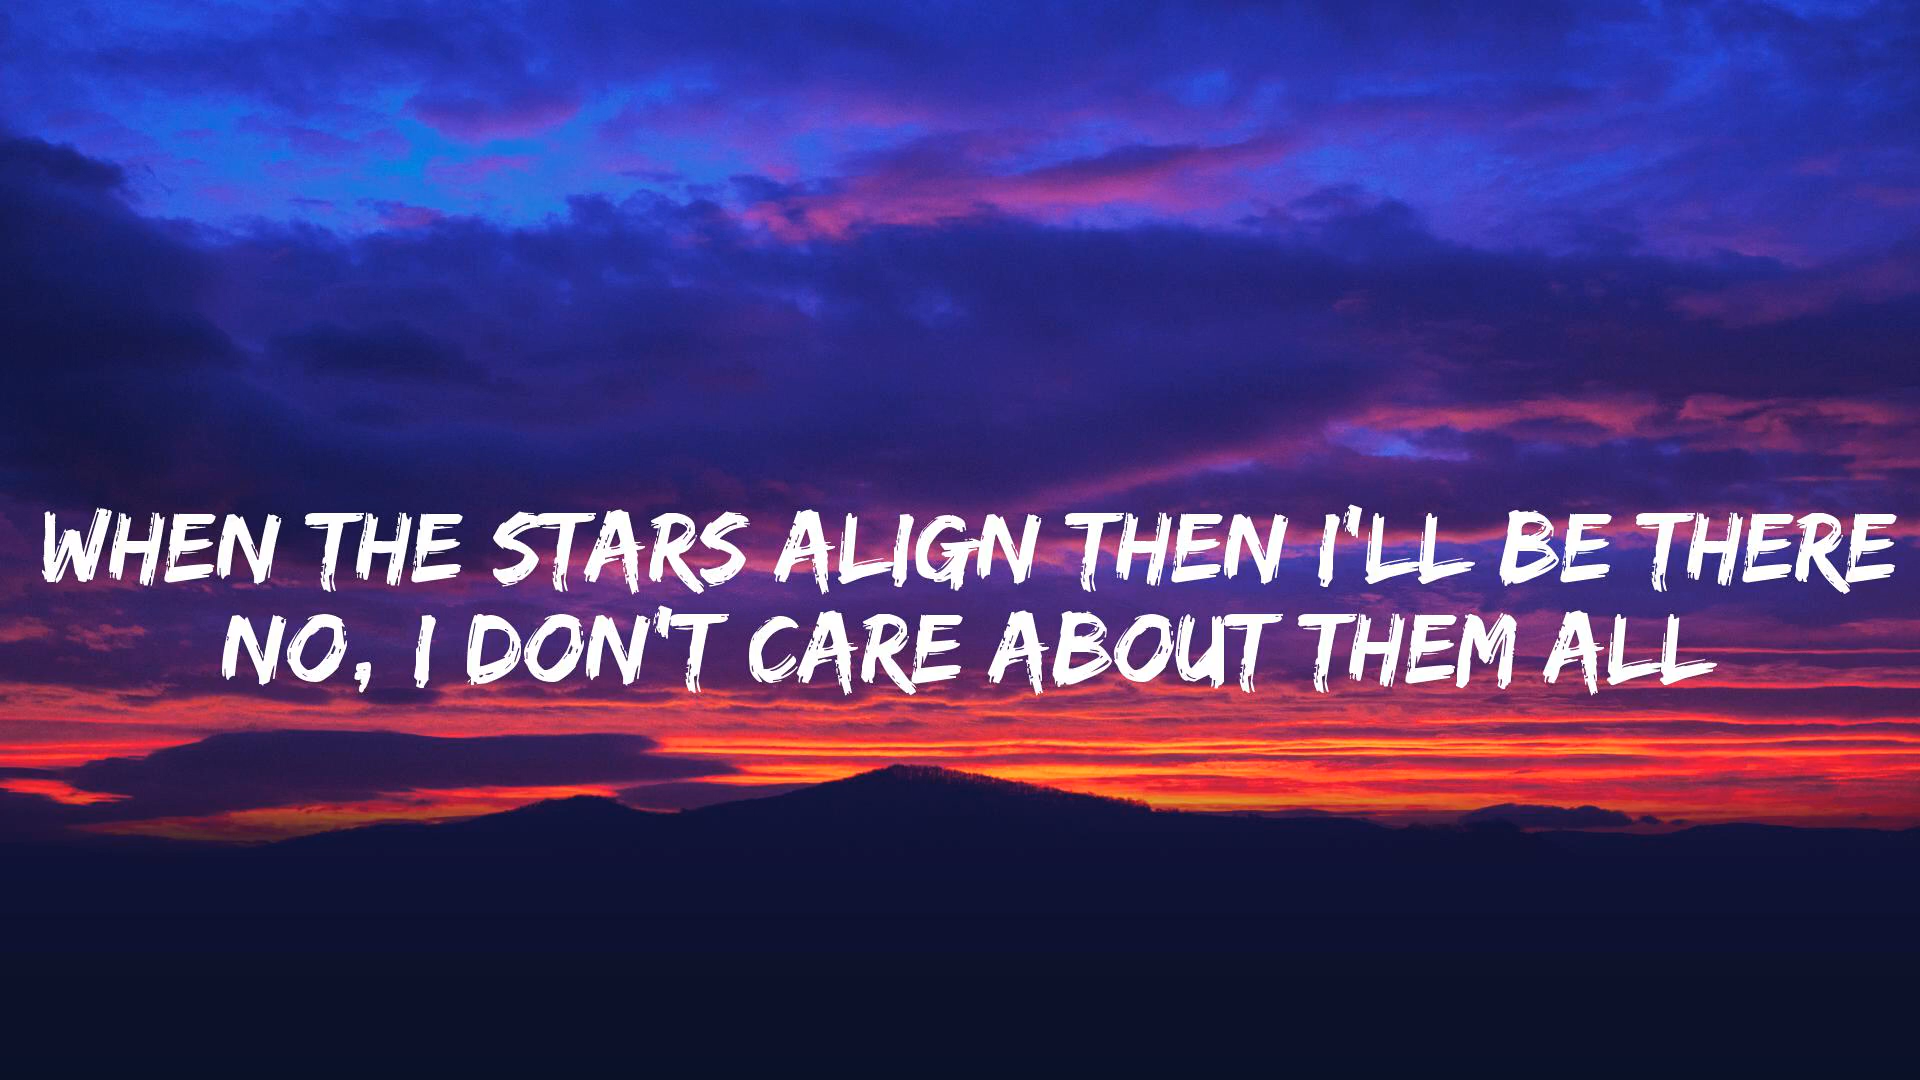 WHEN THE STARS ALIGN THEN I'LL BE THERE
NO, I DON'T CARE ABOUT THEM ALL